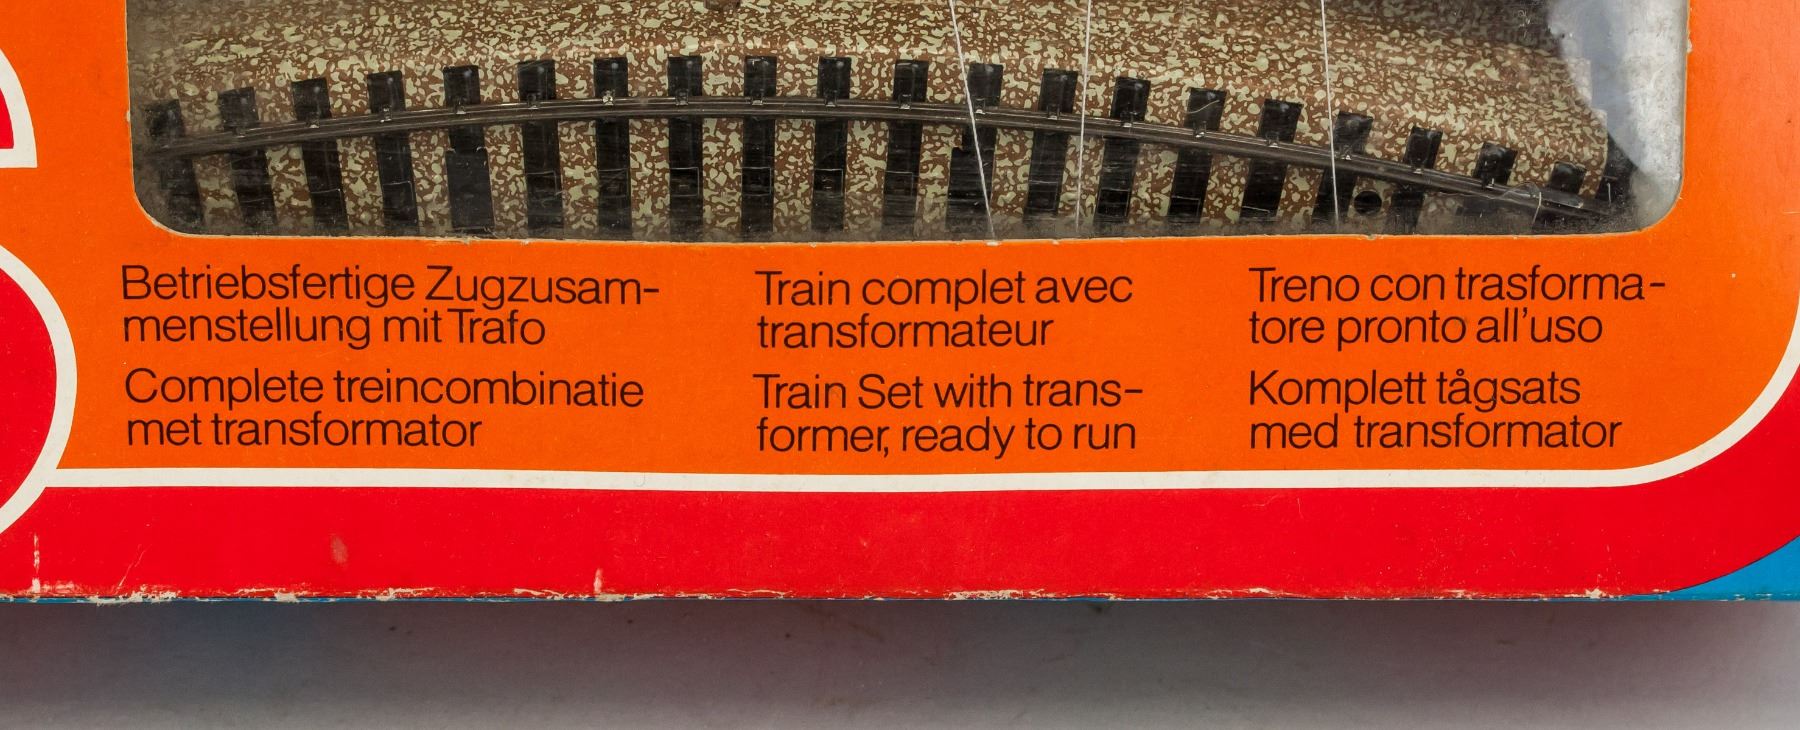 Betriebsfertige Zugzusam-
menstellung mit Trafo
Complete treincombinatie
met transformator
Train complet avec
transformateur
Train Set with trans-
former, ready to run
Treno con trasforma-
tore pronto all'uso
Komplett tågsats
med transformator